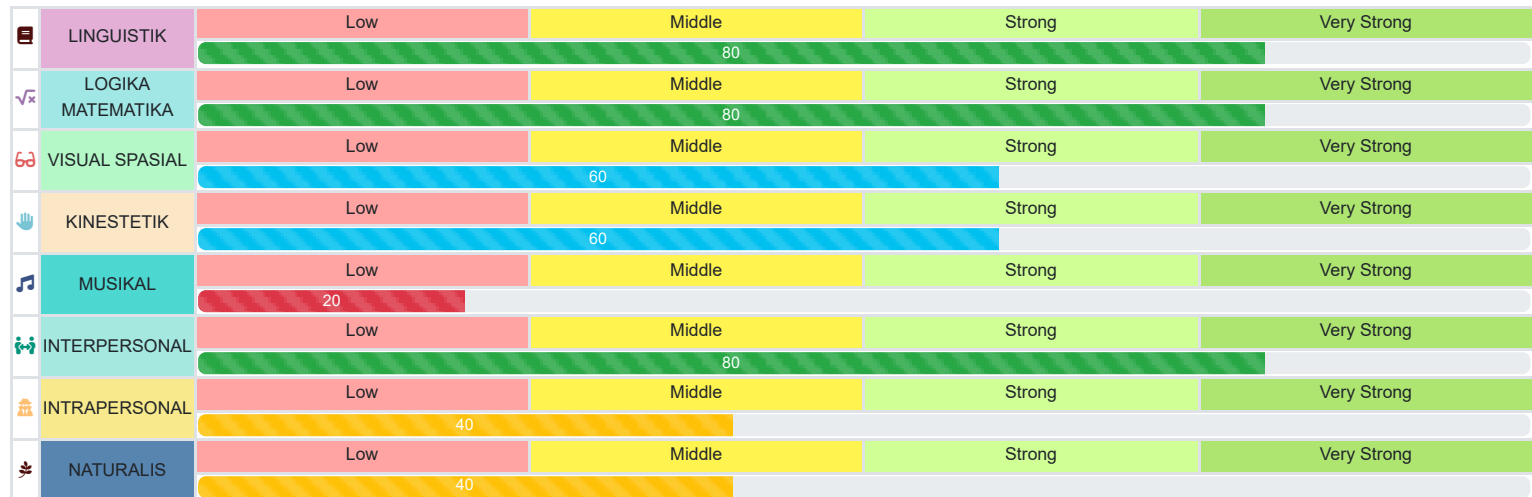 LINGUISTIK
Low Middle Strong Very Strong
80
LOGIKA
MATEMATIKA
Low Middle Strong Very Strong
80
VISUAL SPASIAL
Low Middle Strong Very Strong
60
KINESTETIK
Low Middle Strong Very Strong
60
MUSIKAL
Low Middle Strong Very Strong
20
INTERPERSONAL
Low Middle Strong Very Strong
80
INTRAPERSONAL
Low Middle Strong Very Strong
40
NATURALIS
Low Middle Strong Very Strong
40